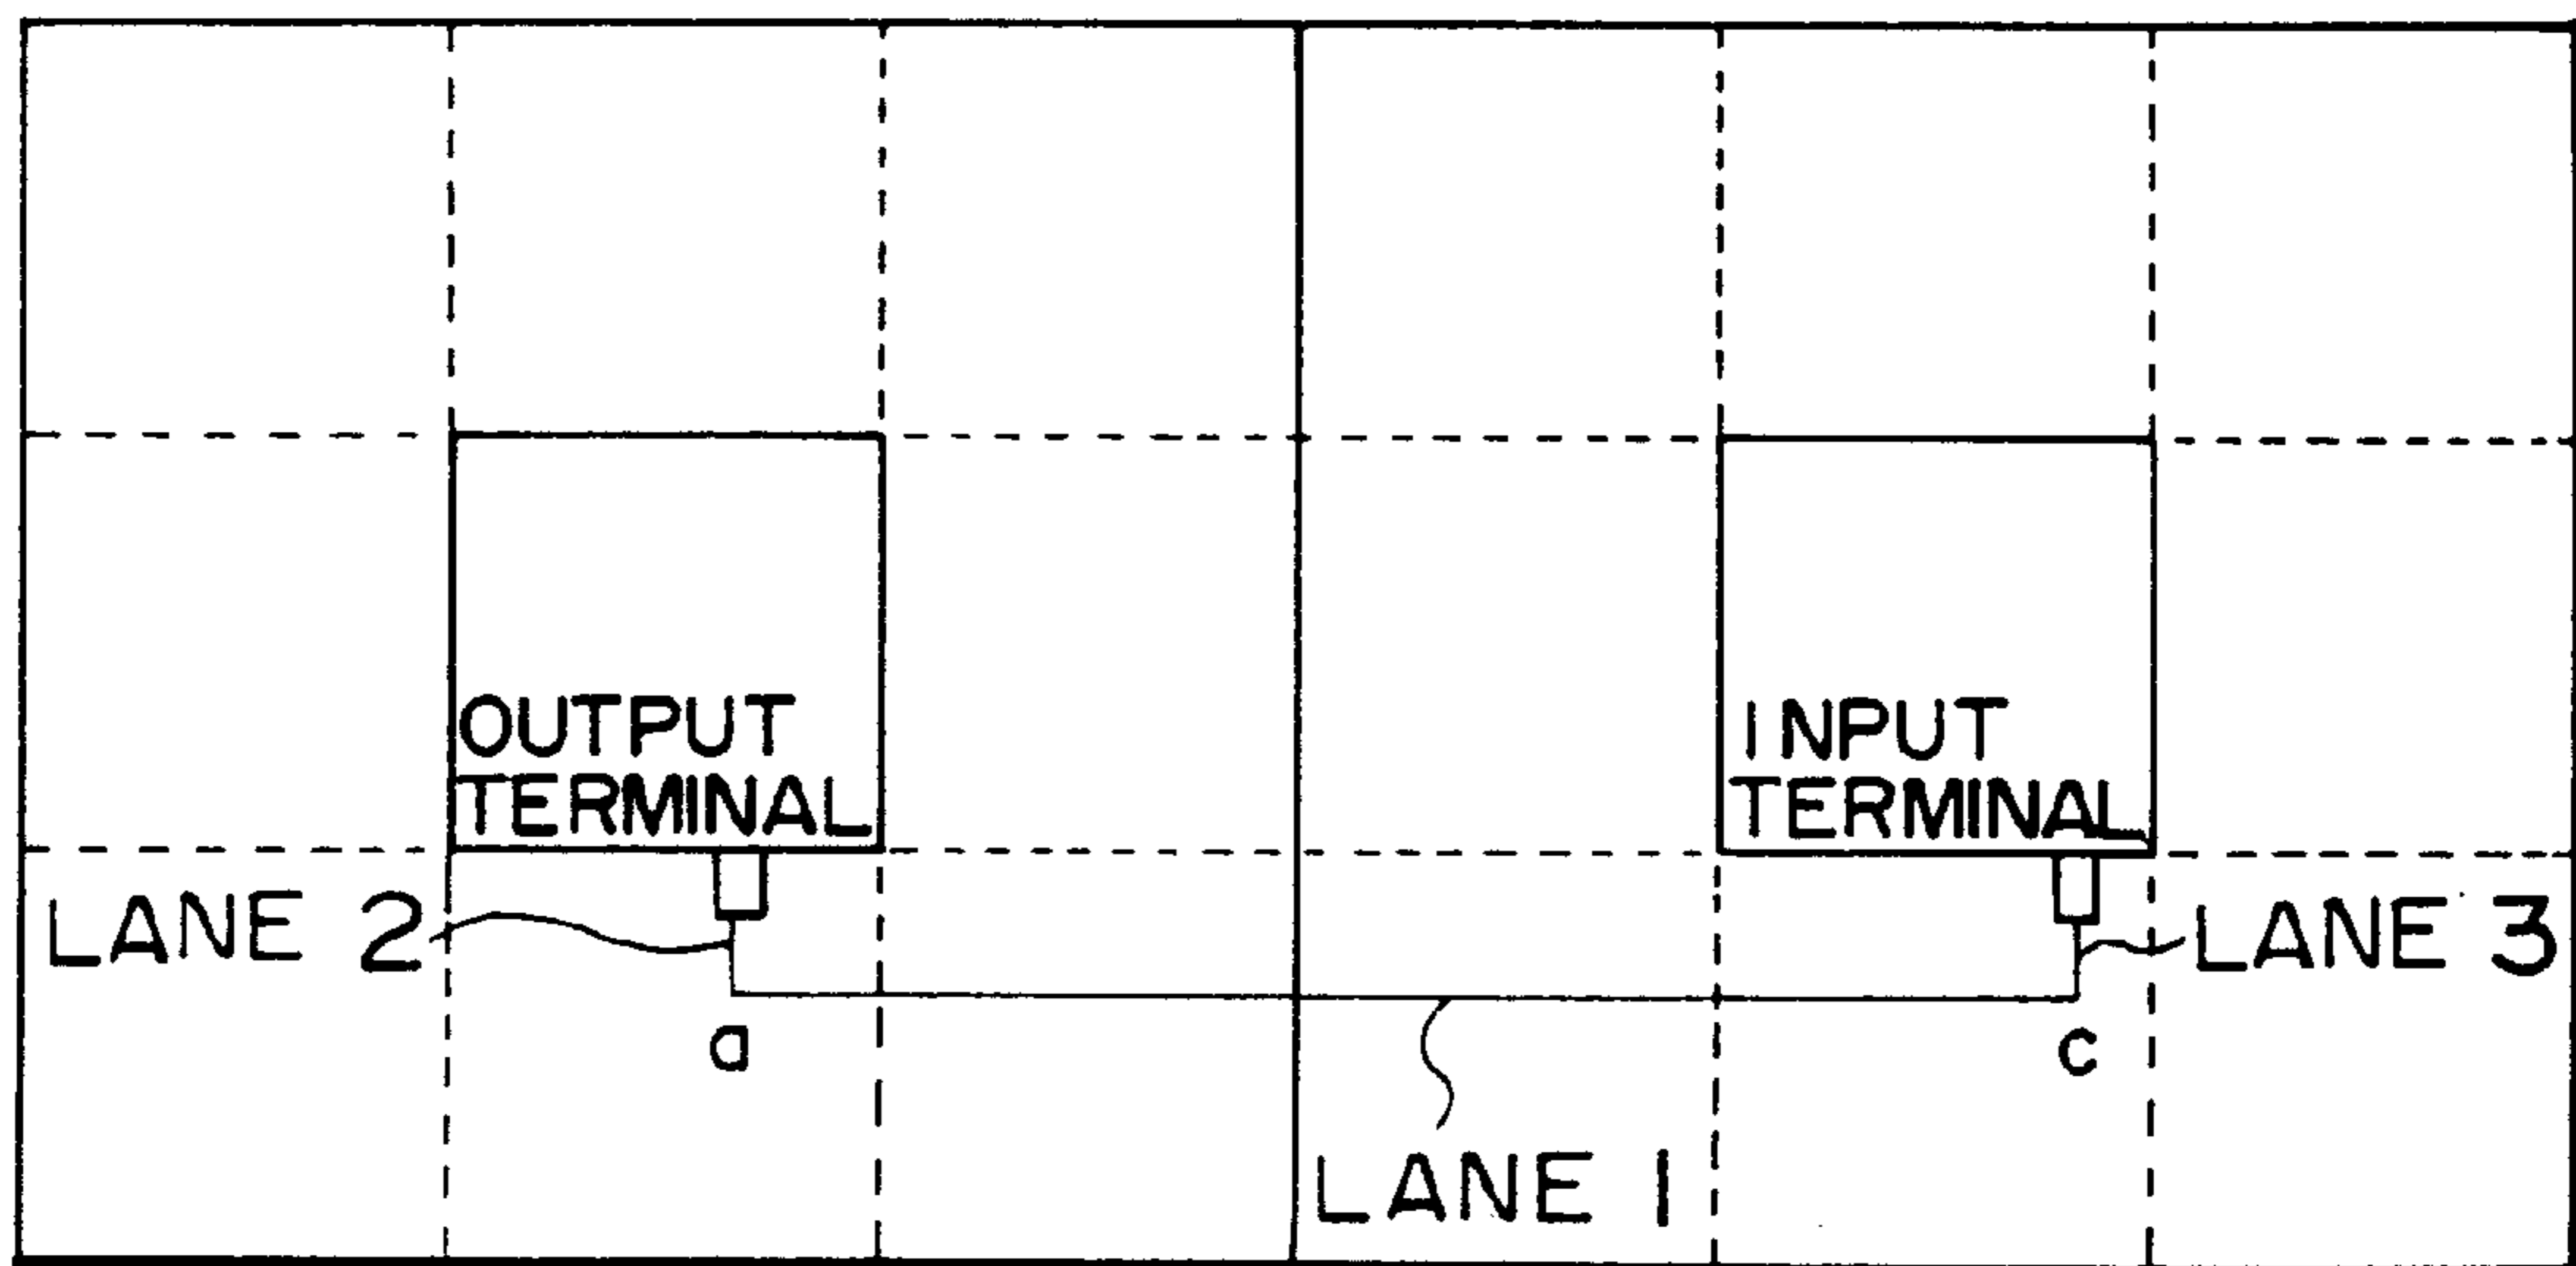 OUTPUT
TERMINAL
INPUT
TERMINAL
LANE 2
LANE 3
a
c
LANE 1